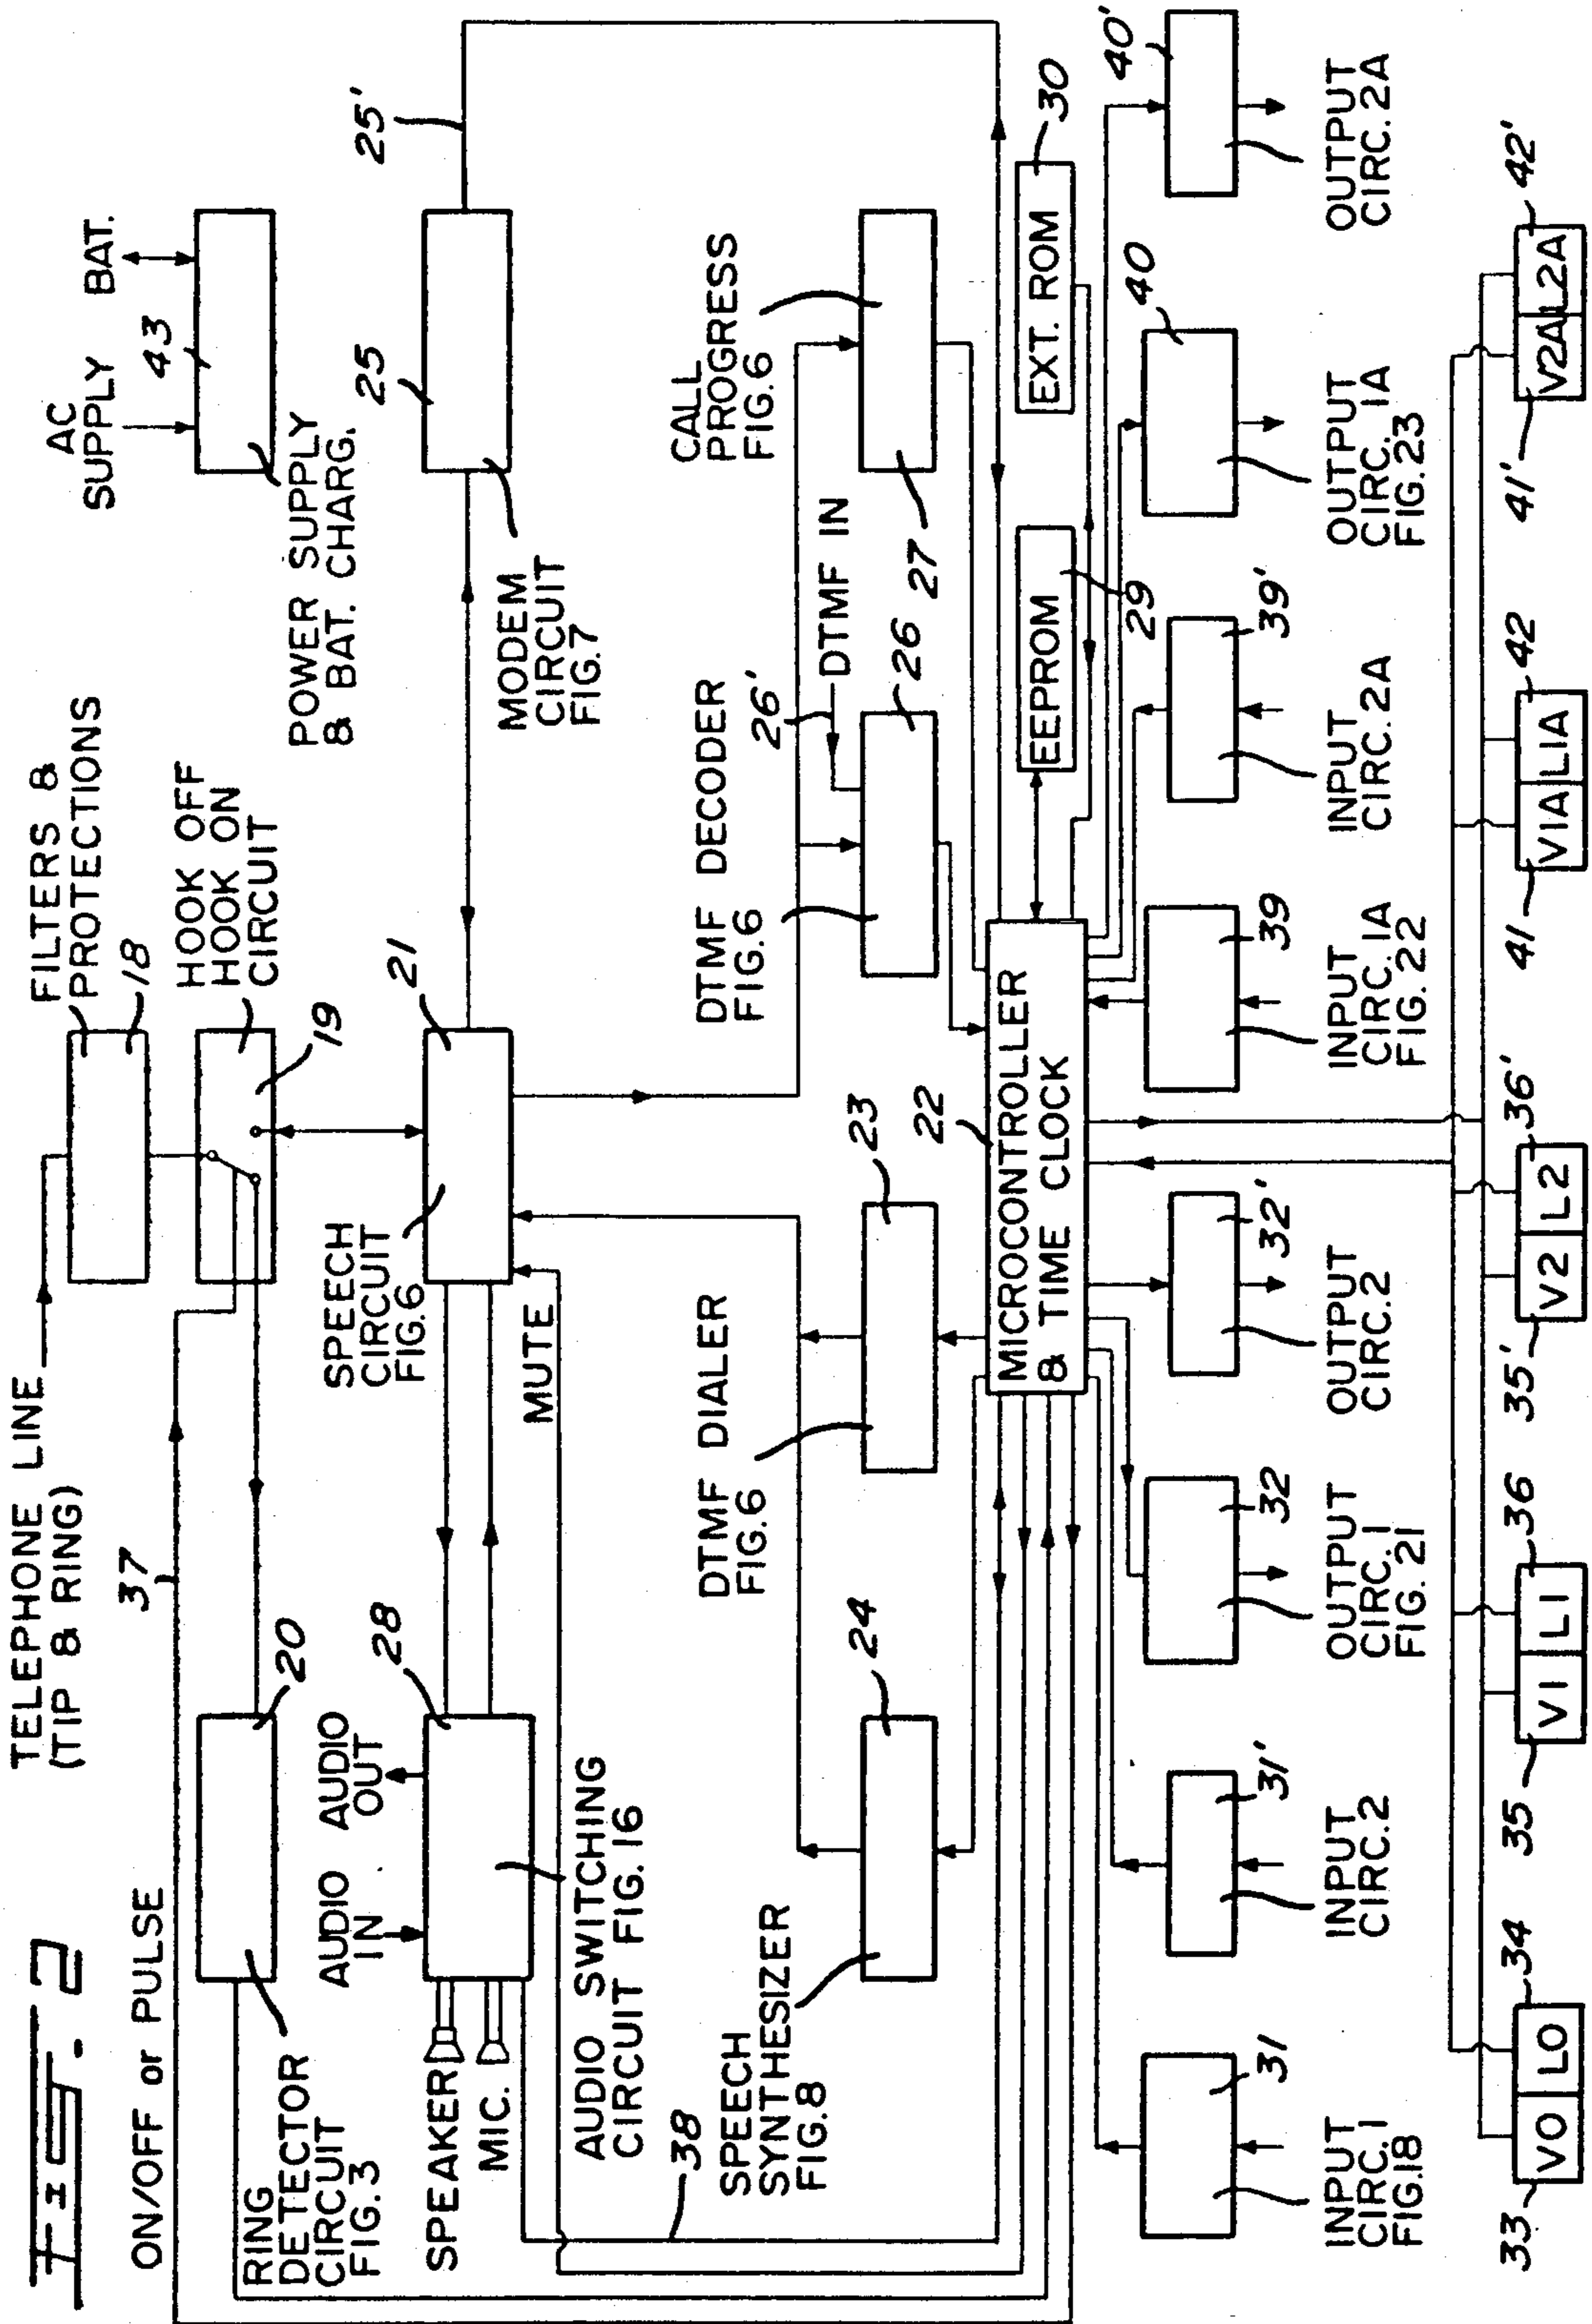 FIG. 2
TELEPHONE LINE
(TIP & RING)
FILTERS &
PROTECTIONS
18
AC
SUPPLY
BAT.
43
POWER SUPPLY
& BAT. CHARG.
ON/OFF or PULSE
37
HOOK OFF
HOOK ON
CIRCUIT
19
20
RING
DETECTOR
CIRCUIT
FIG.3
AUDIO
IN
AUDIO
OUT
28
SPEAKER
MIC.
AUDIO SWITCHING
CIRCUIT FIG.16
38
SPEECH
CIRCUIT
FIG.6
21
MUTE
25
25'
MODEM
CIRCUIT
FIG.7
SPEECH
SYNTHESIZER
FIG.8
24
DTMF DIALER
FIG.6
23
DTMF DECODER
FIG.6
26'
DTMF IN
26
CALL
PROGRESS
FIG.6
27
22
MICROCONTROLLER
& TIME CLOCK
EEPROM
29
EXT. ROM
30
31
INPUT
CIRC.1
FIG.18
31'
INPUT
CIRC.2
32
OUTPUT
CIRC.1
FIG.21
32'
OUTPUT
CIRC.2
39
INPUT
CIRC.1A
FIG.22
39'
INPUT
CIRC.2A
40
OUTPUT
CIRC.1A
FIG.23
40'
OUTPUT
CIRC.2A
33
V0
L0
34
35
V1
L1
36
35'
V2
L2
36'
41
V1A
L1A
42
41'
V2A
L2A
42'